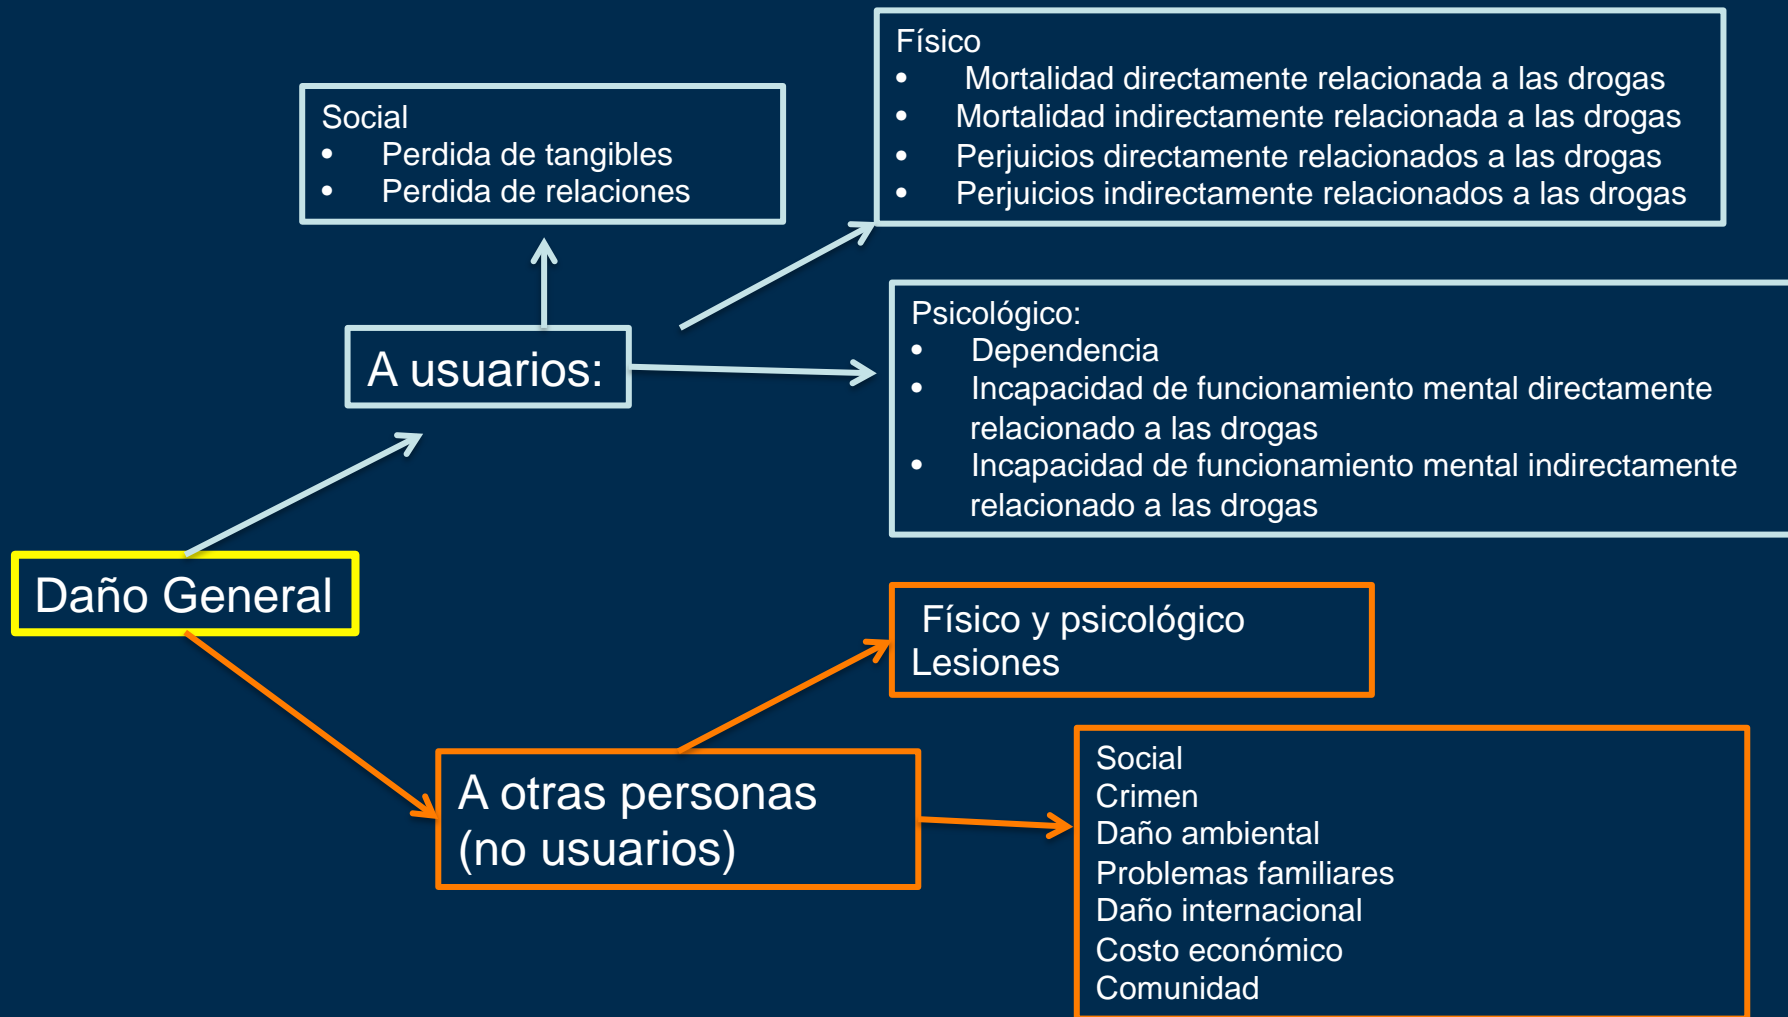 Físico
• Mortalidad directamente relacionada a las drogas
• Mortalidad indirectamente relacionada a las drogas
• Perjuicios directamente relacionados a las drogas
• Perjuicios indirectamente relacionados a las drogas
Social
• Perdida de tangibles
• Perdida de relaciones
Psicológico:
• Dependencia
• Incapacidad de funcionamiento mental directamente
relacionado a las drogas
• Incapacidad de funcionamiento mental indirectamente
relacionado a las drogas
A usuarios:
Daño General
Físico y psicológico
Lesiones
A otras personas
(no usuarios)
Social
Crimen
Daño ambiental
Problemas familiares
Daño internacional
Costo económico
Comunidad